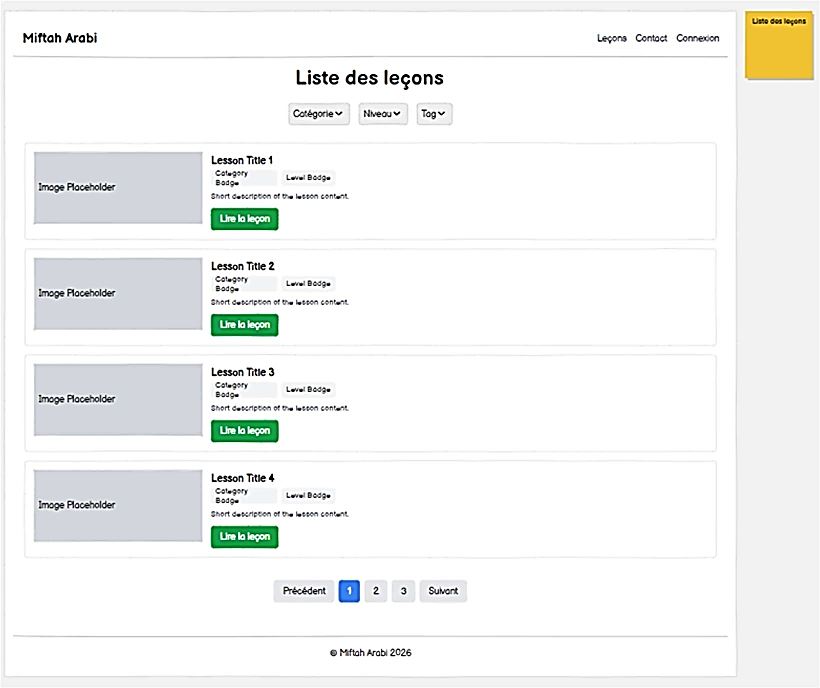 Miftah Arabi
Leçons Contact Connexion
Liste des leçons
Liste des leçons
Catégorie Niveau Tag
Image Placeholder
Lesson Title 1
Category
Badge
Level Badge
Short description of the lesson content.
Lire la leçon
Image Placeholder
Lesson Title 2
Category
Badge
Level Badge
Short description of the lesson content.
Lire la leçon
Image Placeholder
Lesson Title 3
Category
Badge
Level Badge
Short description of the lesson content.
Lire la leçon
Image Placeholder
Lesson Title 4
Category
Badge
Level Badge
Short description of the lesson content.
Lire la leçon
Précédent 1 2 3 Suivant
© Miftah Arabi 2026